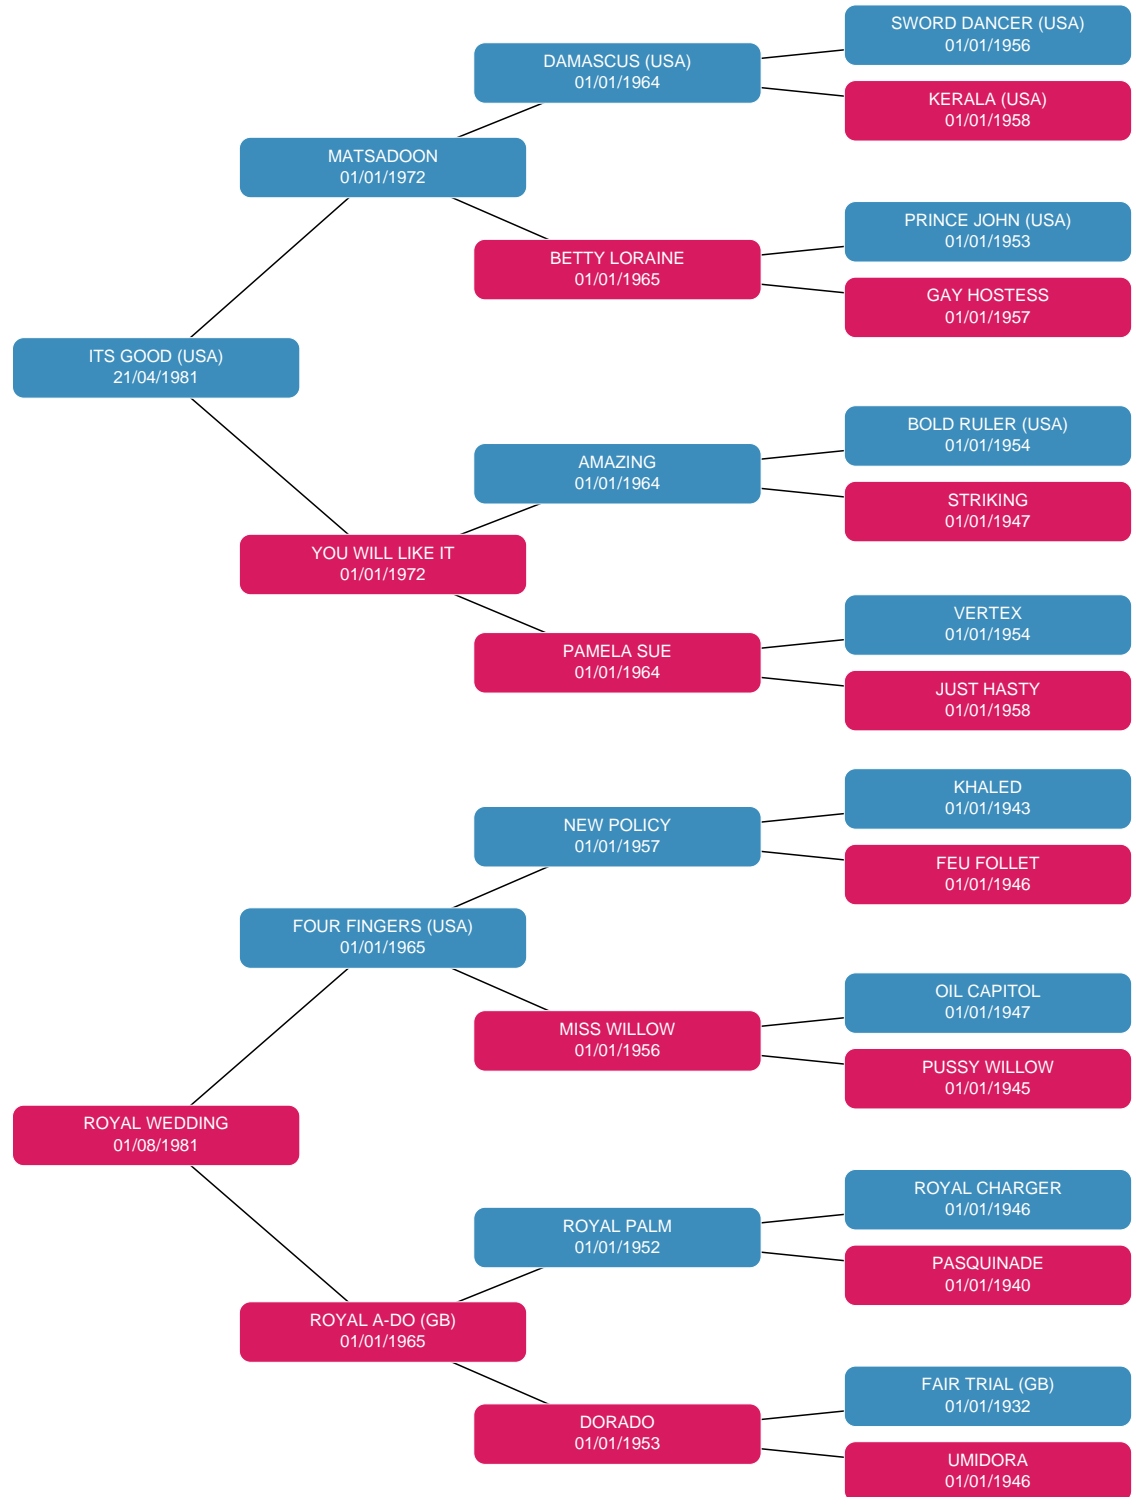 SWORD DANCER (USA)
01/01/1956
DAMASCUS (USA)
01/01/1964
KERALA (USA)
01/01/1958
MATSADOON
01/01/1972
PRINCE JOHN (USA)
01/01/1953
BETTY LORAINE
01/01/1965
GAY HOSTESS
01/01/1957
ITS GOOD (USA)
21/04/1981
BOLD RULER (USA)
01/01/1954
AMAZING
01/01/1964
STRIKING
01/01/1947
YOU WILL LIKE IT
01/01/1972
VERTEX
01/01/1954
PAMELA SUE
01/01/1964
JUST HASTY
01/01/1958
KHALED
01/01/1943
NEW POLICY
01/01/1957
FEU FOLLET
01/01/1946
FOUR FINGERS (USA)
01/01/1965
OIL CAPITOL
01/01/1947
MISS WILLOW
01/01/1956
PUSSY WILLOW
01/01/1945
ROYAL WEDDING
01/08/1981
ROYAL CHARGER
01/01/1946
ROYAL PALM
01/01/1952
PASQUINADE
01/01/1940
ROYAL A-DO (GB)
01/01/1965
FAIR TRIAL (GB)
01/01/1932
DORADO
01/01/1953
UMIDORA
01/01/1946